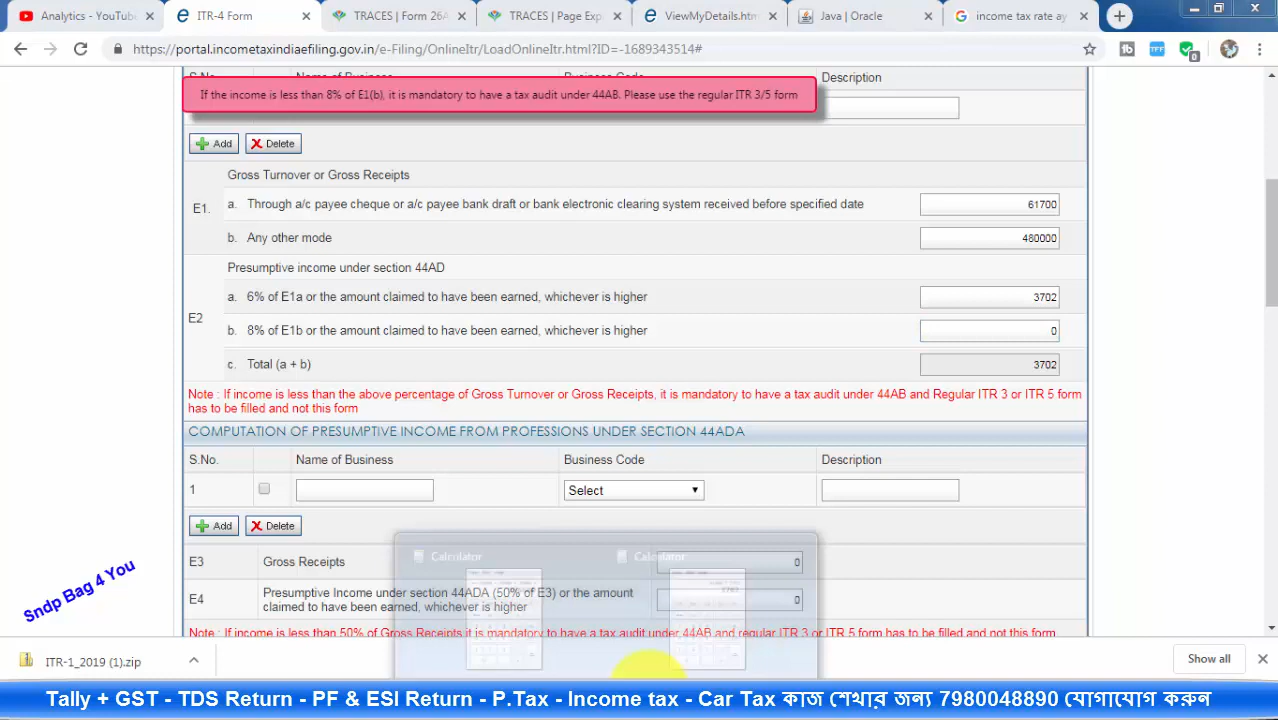 Analytics - YouTube
ITR-4 Form
TRACES | Form 26A
TRACES | Page Exp
ViewMyDetails.htm
Java | Oracle
income tax rate ay
https://portal.incometaxindiaefiling.gov.in/e-Filing/OnlineItr/LoadOnlineItr.html?ID=-1689343514#
S.No. Name of Business Business Code Description
If the income is less than 8% of E1(b), it is mandatory to have a tax audit under 44AB. Please use the regular ITR 3/5 form
Add Delete
Gross Turnover or Gross Receipts
E1.
a. Through a/c payee cheque or a/c payee bank draft or bank electronic clearing system received before specified date 61700
b. Any other mode 480000
Presumptive income under section 44AD
a. 6% of E1a or the amount claimed to have been earned, whichever is higher 3702
E2
b. 8% of E1b or the amount claimed to have been earned, whichever is higher 0
c. Total (a + b) 3702
Note : If income is less than the above percentage of Gross Turnover or Gross Receipts, it is mandatory to have a tax audit under 44AB and Regular ITR 3 or ITR 5 form
has to be filled and not this form
COMPUTATION OF PRESUMPTIVE INCOME FROM PROFESSIONS UNDER SECTION 44ADA
S.No. Name of Business Business Code Description
1 Select
Add Delete
Calculator Calculator
E3 Gross Receipts 0
E4 Presumptive Income under section 44ADA (50% of E3) or the amount
claimed to have been earned, whichever is higher 0
Note : If income is less than 50% of Gross Receipts it is mandatory to have a tax audit under 44AB and regular ITR 3 or ITR 5 form has to be filled and not this form
Sndp Bag 4 You
ITR-1_2019 (1).zip
Show all
Tally + GST - TDS Return - PF & ESI Return - P.Tax - Income tax - Car Tax কাজ শেখার জন্য 7980048890 যোগাযোগ করুন